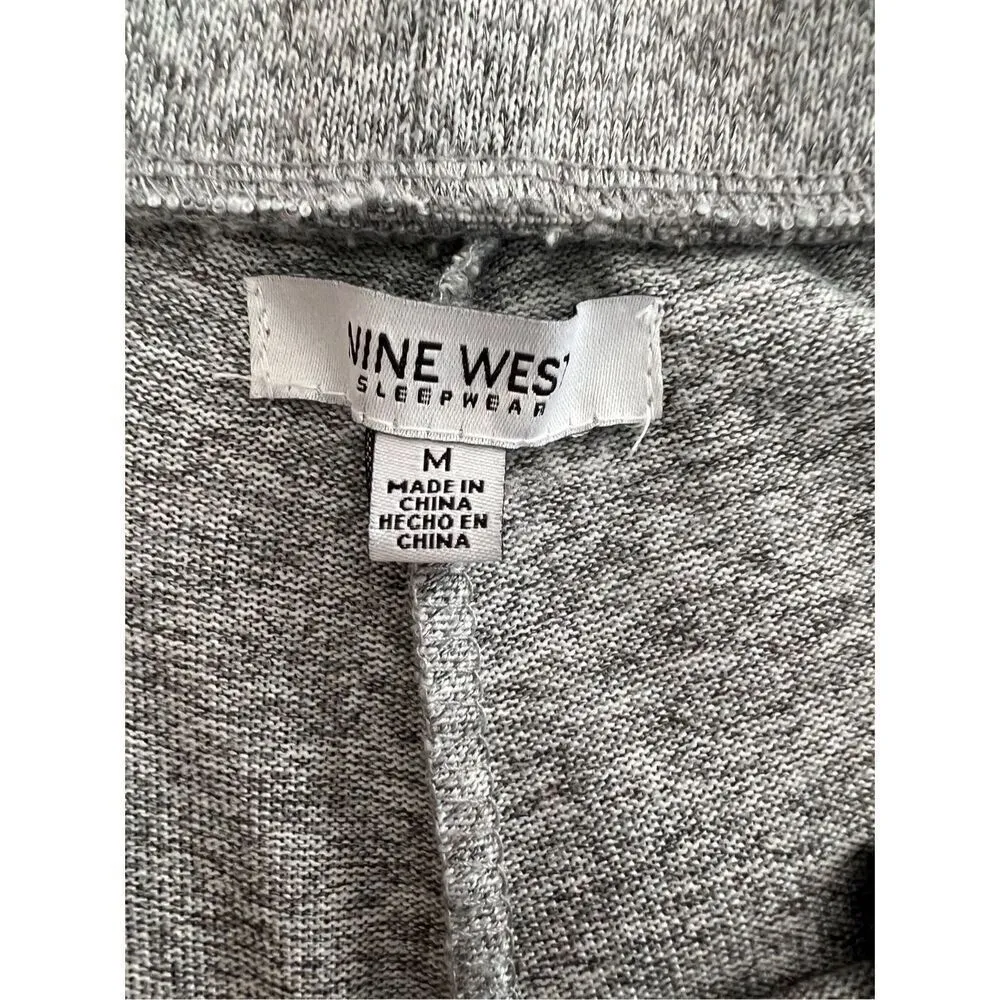 NINE WEST
SLEEPWEAR
M
MADE IN
CHINA
HECHO EN
CHINA